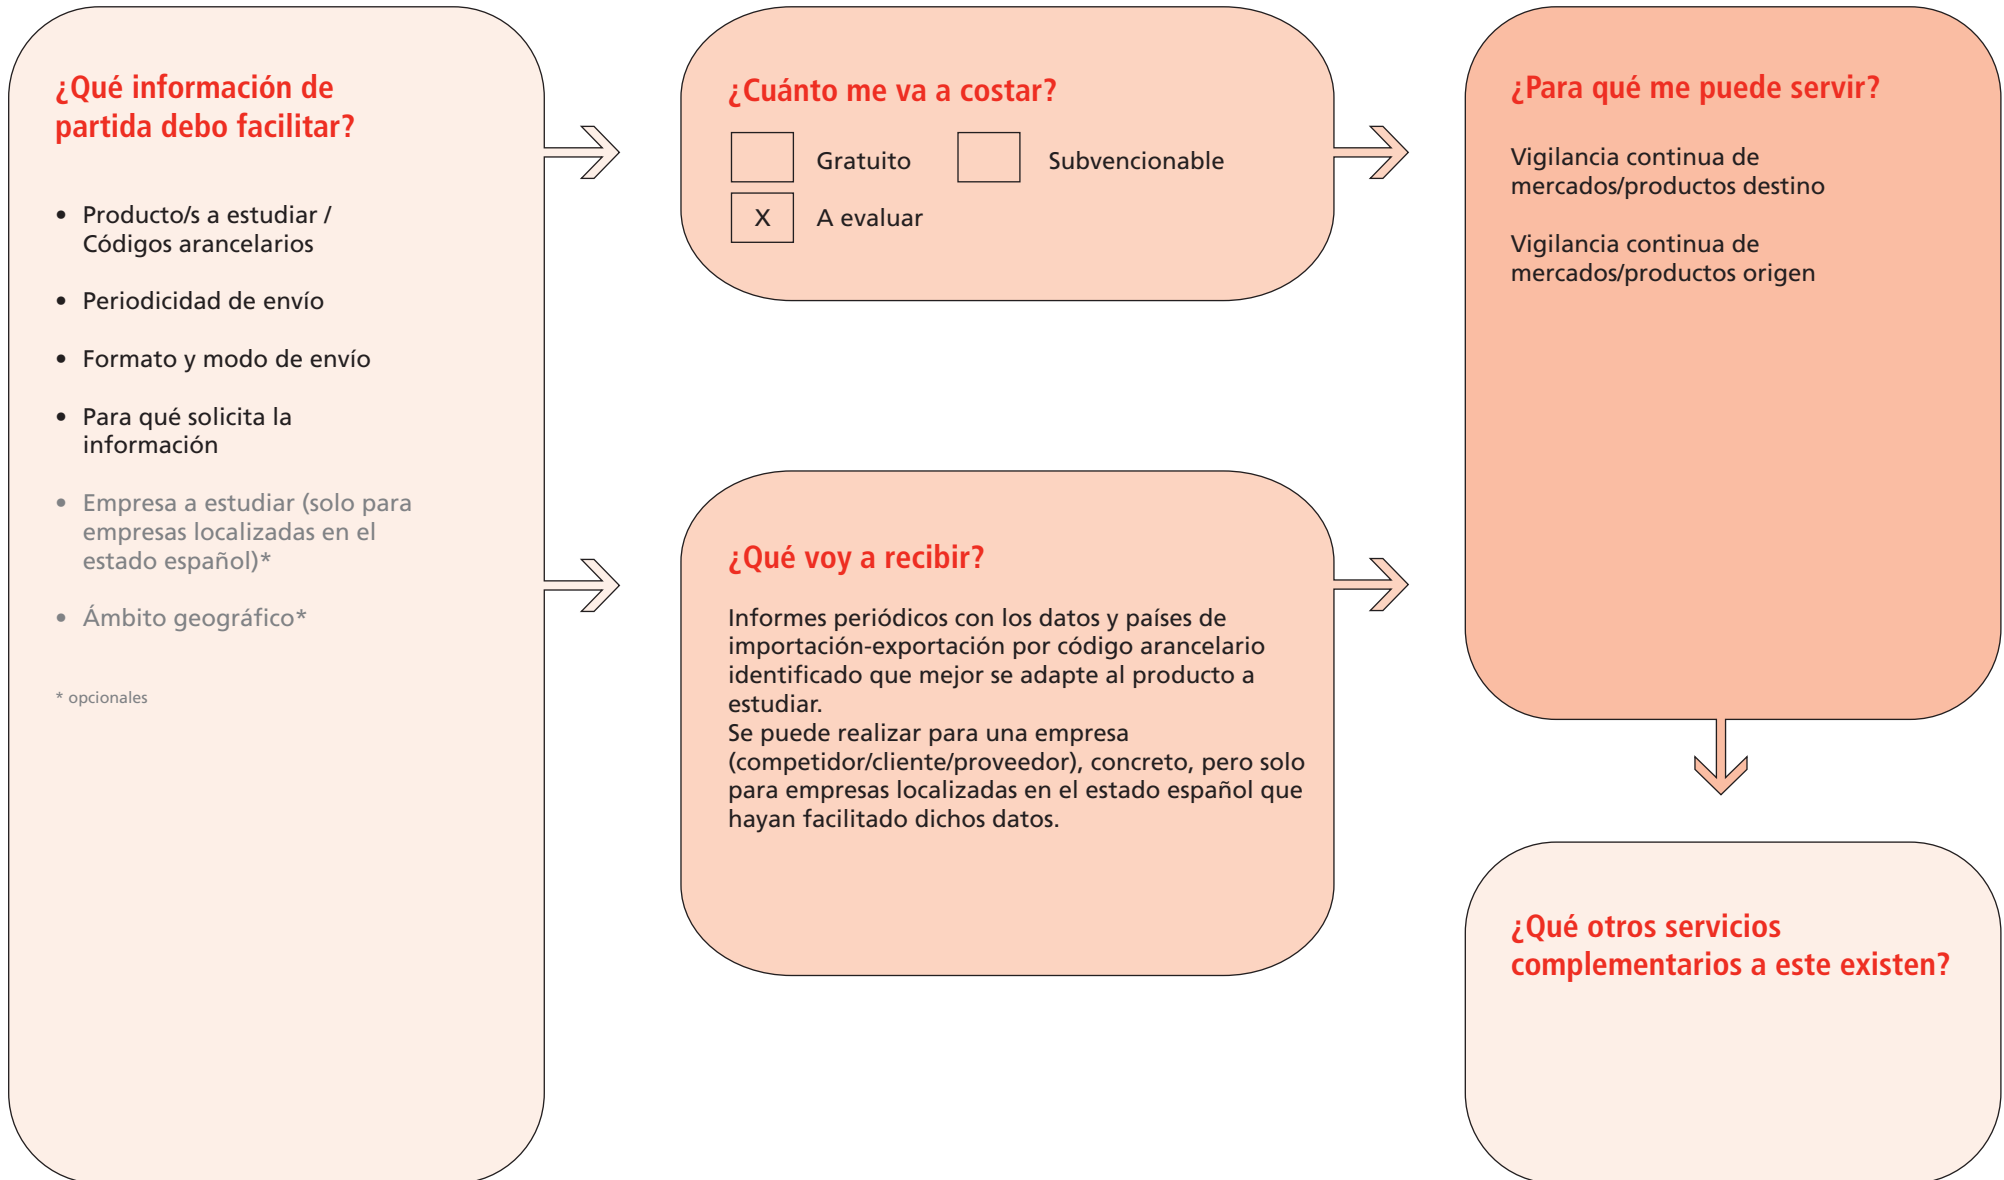 ¿Qué información de
partida debo facilitar?
• Producto/s a estudiar /
Códigos arancelarios
• Periodicidad de envío
• Formato y modo de envío
• Para qué solicita la
información
• Empresa a estudiar (solo para
empresas localizadas en el
estado español)*
• Ámbito geográfico*
* opcionales
¿Cuánto me va a costar?
Gratuito Subvencionable
X A evaluar
¿Qué voy a recibir?
Informes periódicos con los datos y países de
importación-exportación por código arancelario
identificado que mejor se adapte al producto a
estudiar.
Se puede realizar para una empresa
(competidor/cliente/proveedor), concreto, pero solo
para empresas localizadas en el estado español que
hayan facilitado dichos datos.
¿Para qué me puede servir?
Vigilancia continua de
mercados/productos destino
Vigilancia continua de
mercados/productos origen
¿Qué otros servicios
complementarios a este existen?